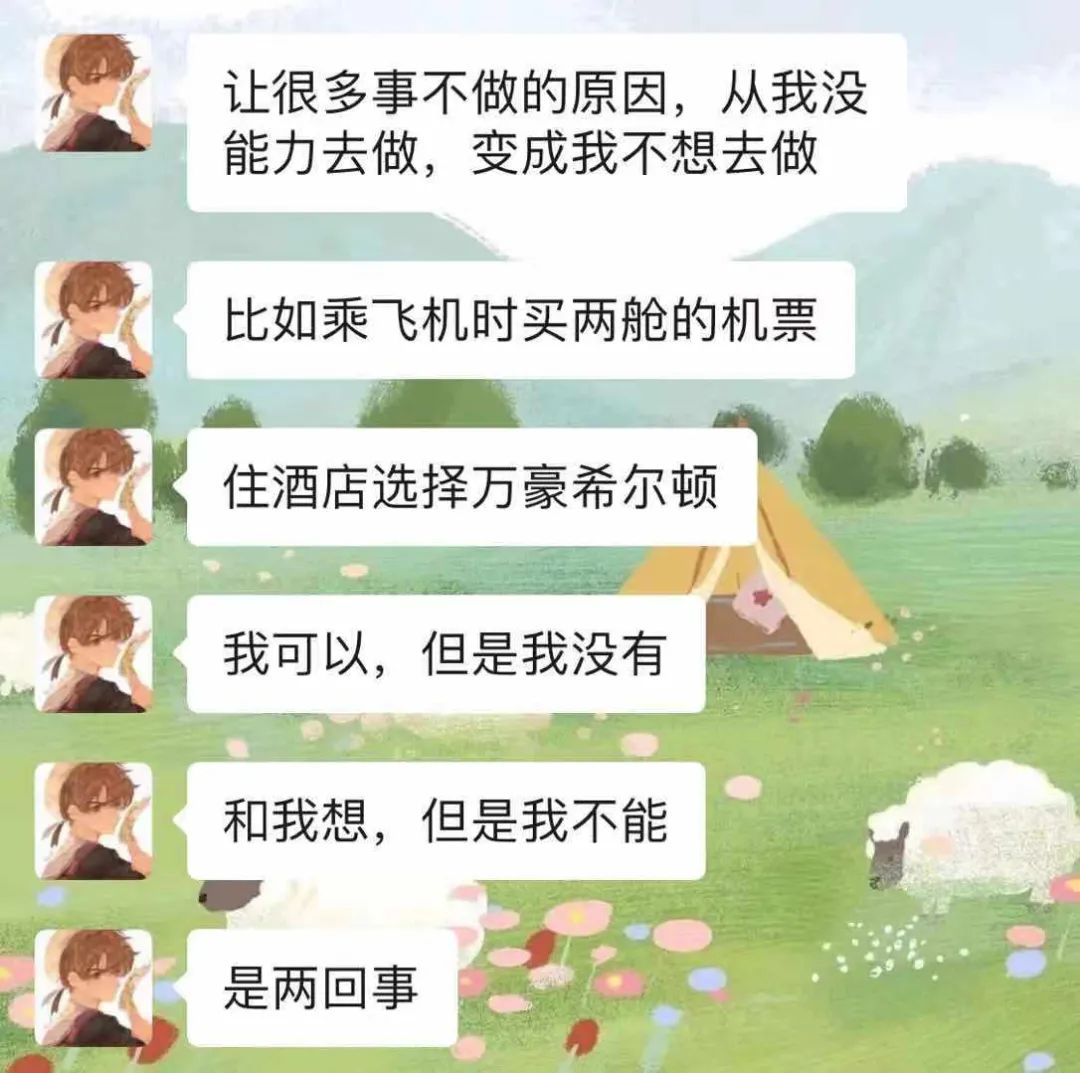 让很多事不做的原因，从我没
能力去做，变成我不想去做
比如乘飞机时买两舱的机票
住酒店选择万豪希尔顿
我可以，但是我没有
和我想，但是我不能
是两回事